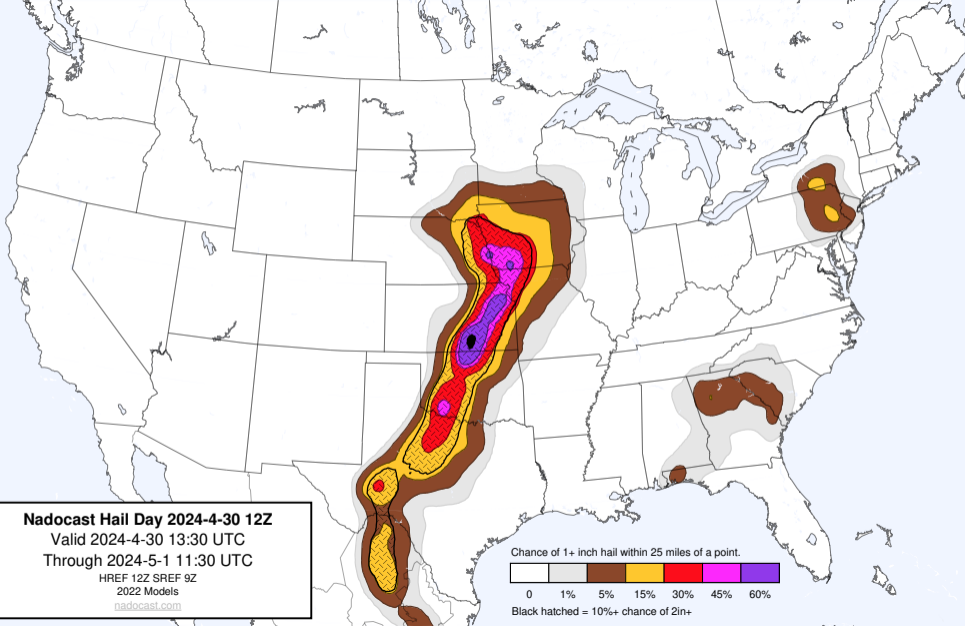 Nadocast Hail Day 2024-4-30 12Z
Valid 2024-4-30 13:30 UTC
Through 2024-5-1 11:30 UTC
HREF 12Z SREF 9Z
2022 Models
nadocast.com
Chance of 1+ inch hail within 25 miles of a point.
0 1% 5% 15% 30% 45% 60%
Black hatched = 10%+ chance of 2in+